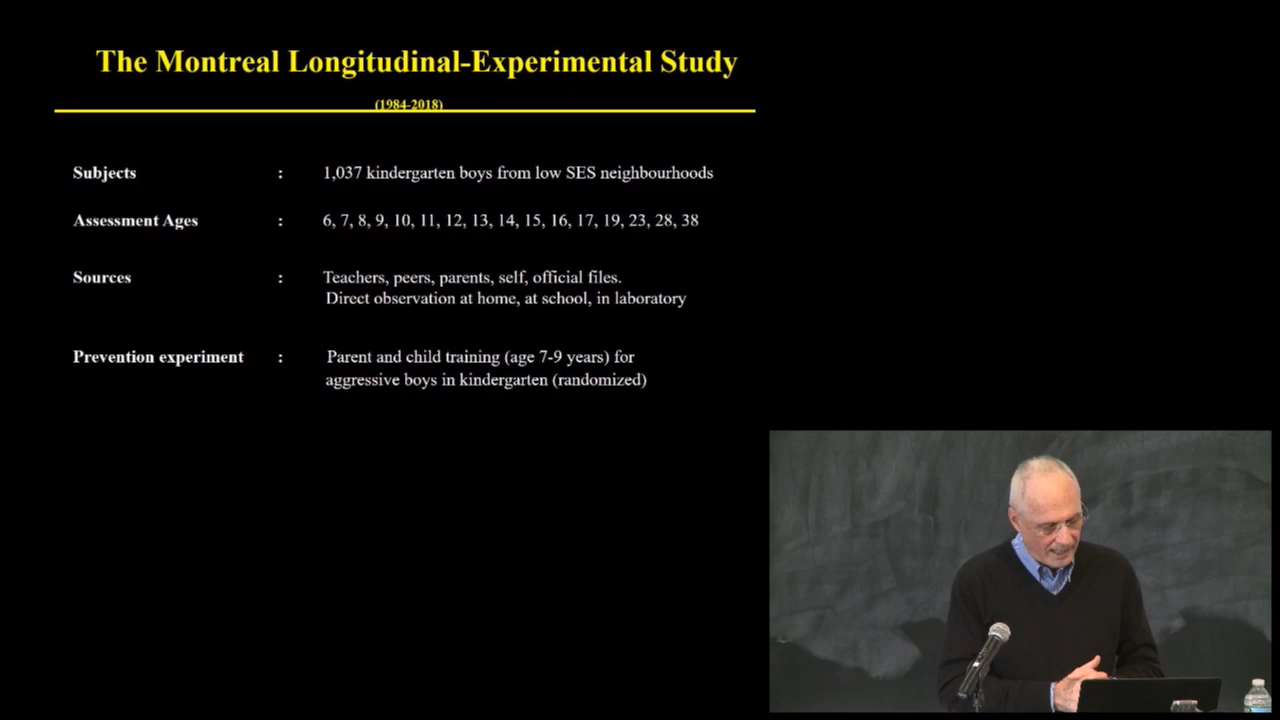 The Montreal Longitudinal-Experimental Study
(1984-2018)
Subjects : 1,037 kindergarten boys from low SES neighbourhoods
Assessment Ages : 6, 7, 8, 9, 10, 11, 12, 13, 14, 15, 16, 17, 19, 23, 28, 38
Sources : Teachers, peers, parents, self, official files.
Direct observation at home, at school, in laboratory
Prevention experiment : Parent and child training (age 7-9 years) for
aggressive boys in kindergarten (randomized)